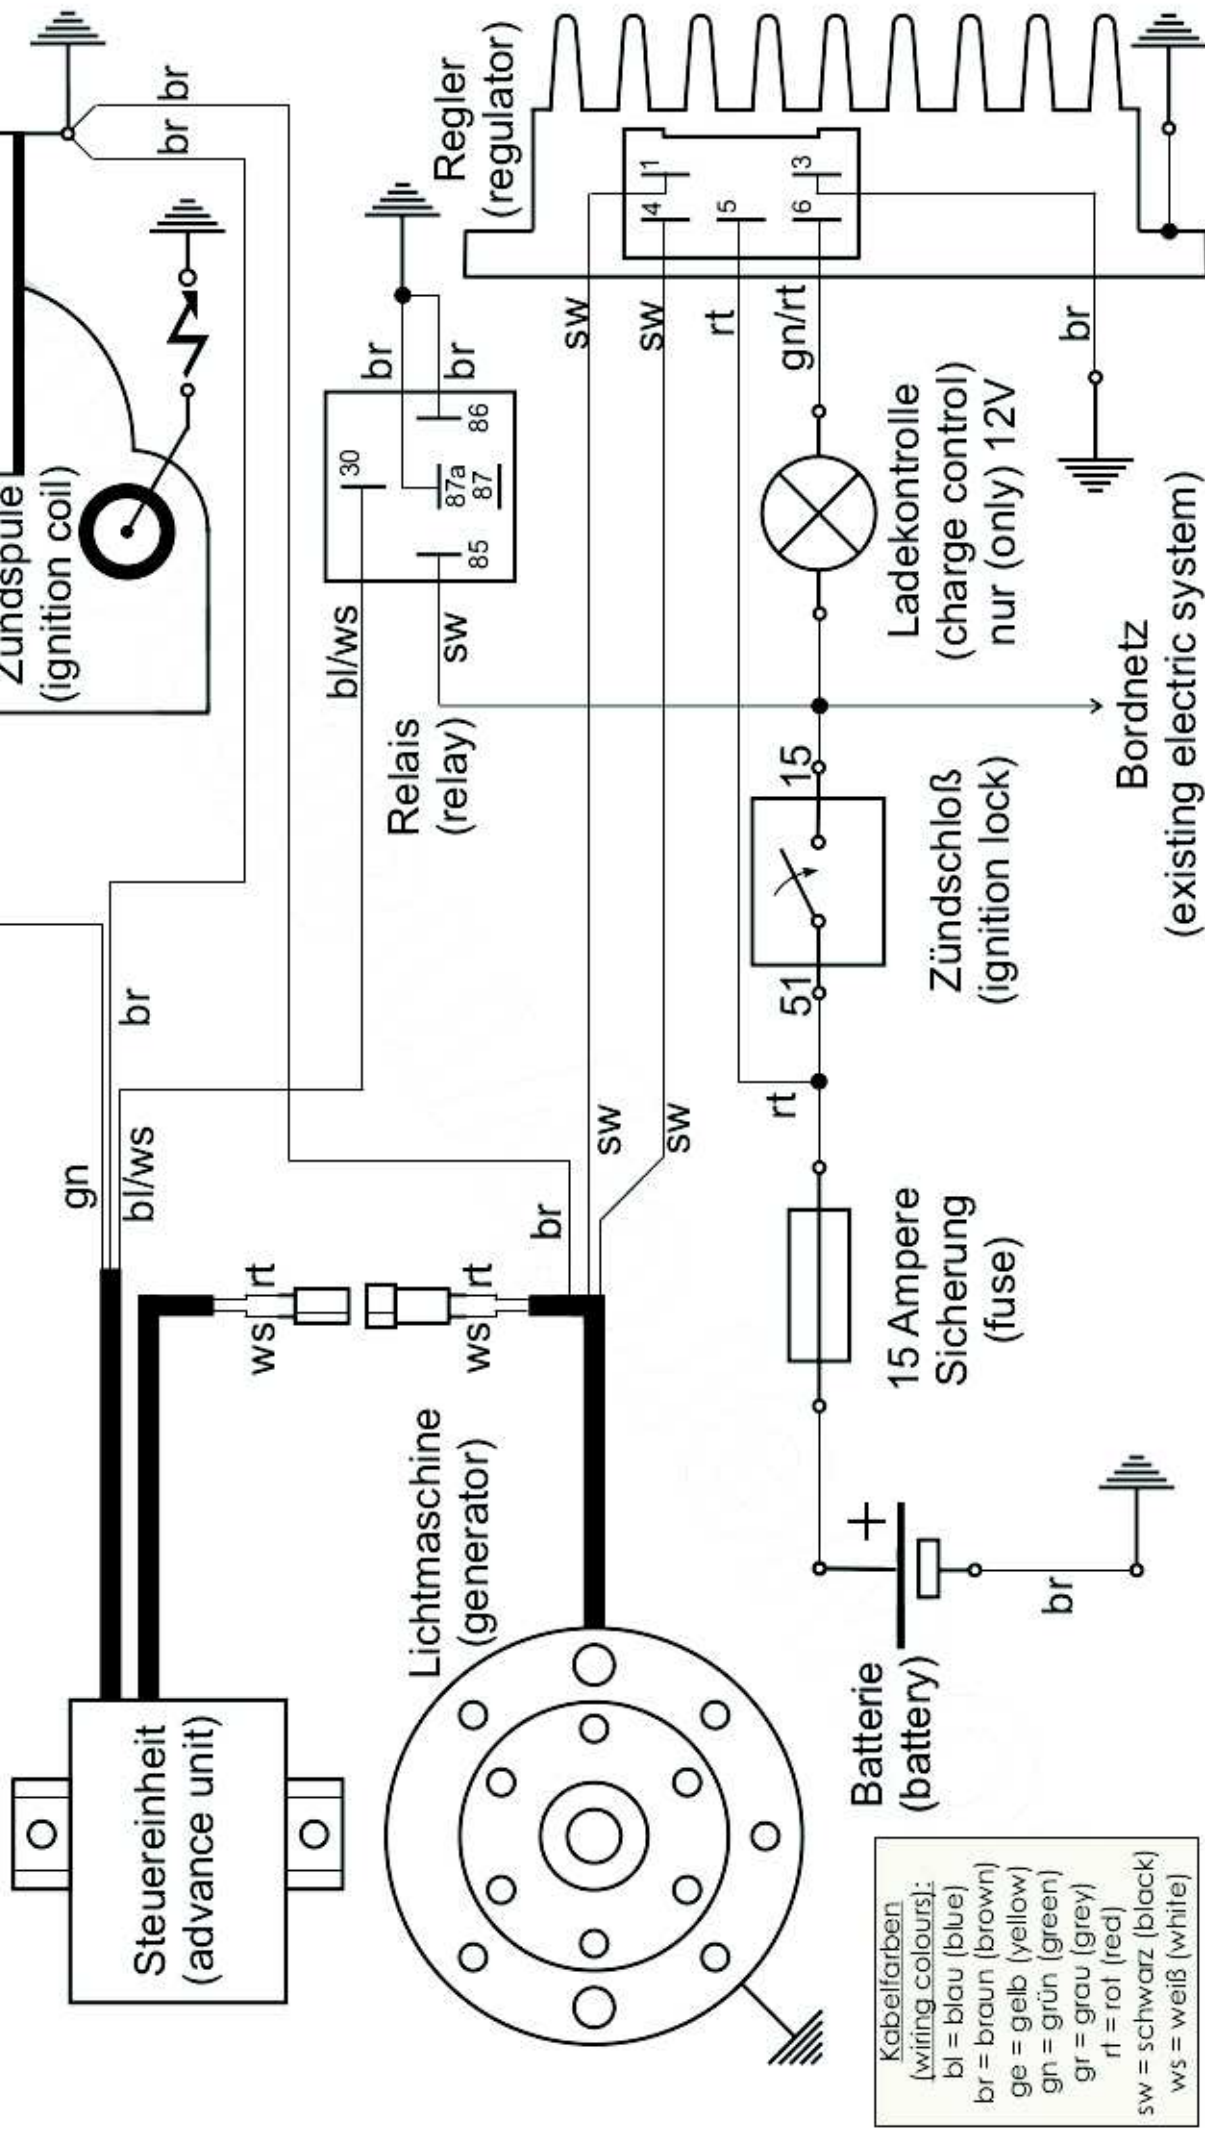 Zündspule
(ignition coil)
br
br
Regler
(regulator)
1
4
5
3
6
br
br
30
86
87a
87
85
sw
sw
rt
gn/rt
br
bl/ws
sw
Relais
(relay)
Ladekontrolle
(charge control)
nur (only) 12V
15
51
Zündschloß
(ignition lock)
Bordnetz
(existing electric system)
gn
br
bl/ws
br
sw
sw
rt
ws
rt
ws
rt
15 Ampere
Sicherung
(fuse)
Steuereinheit
(advance unit)
Lichtmaschine
(generator)
+
br
Batterie
(battery)
Kabelfarben
(wiring colours):
bl = blau (blue)
br = braun (brown)
ge = gelb (yellow)
gn = grün (green)
gr = grau (grey)
rt = rot (red)
sw = schwarz (black)
ws = weiß (white)